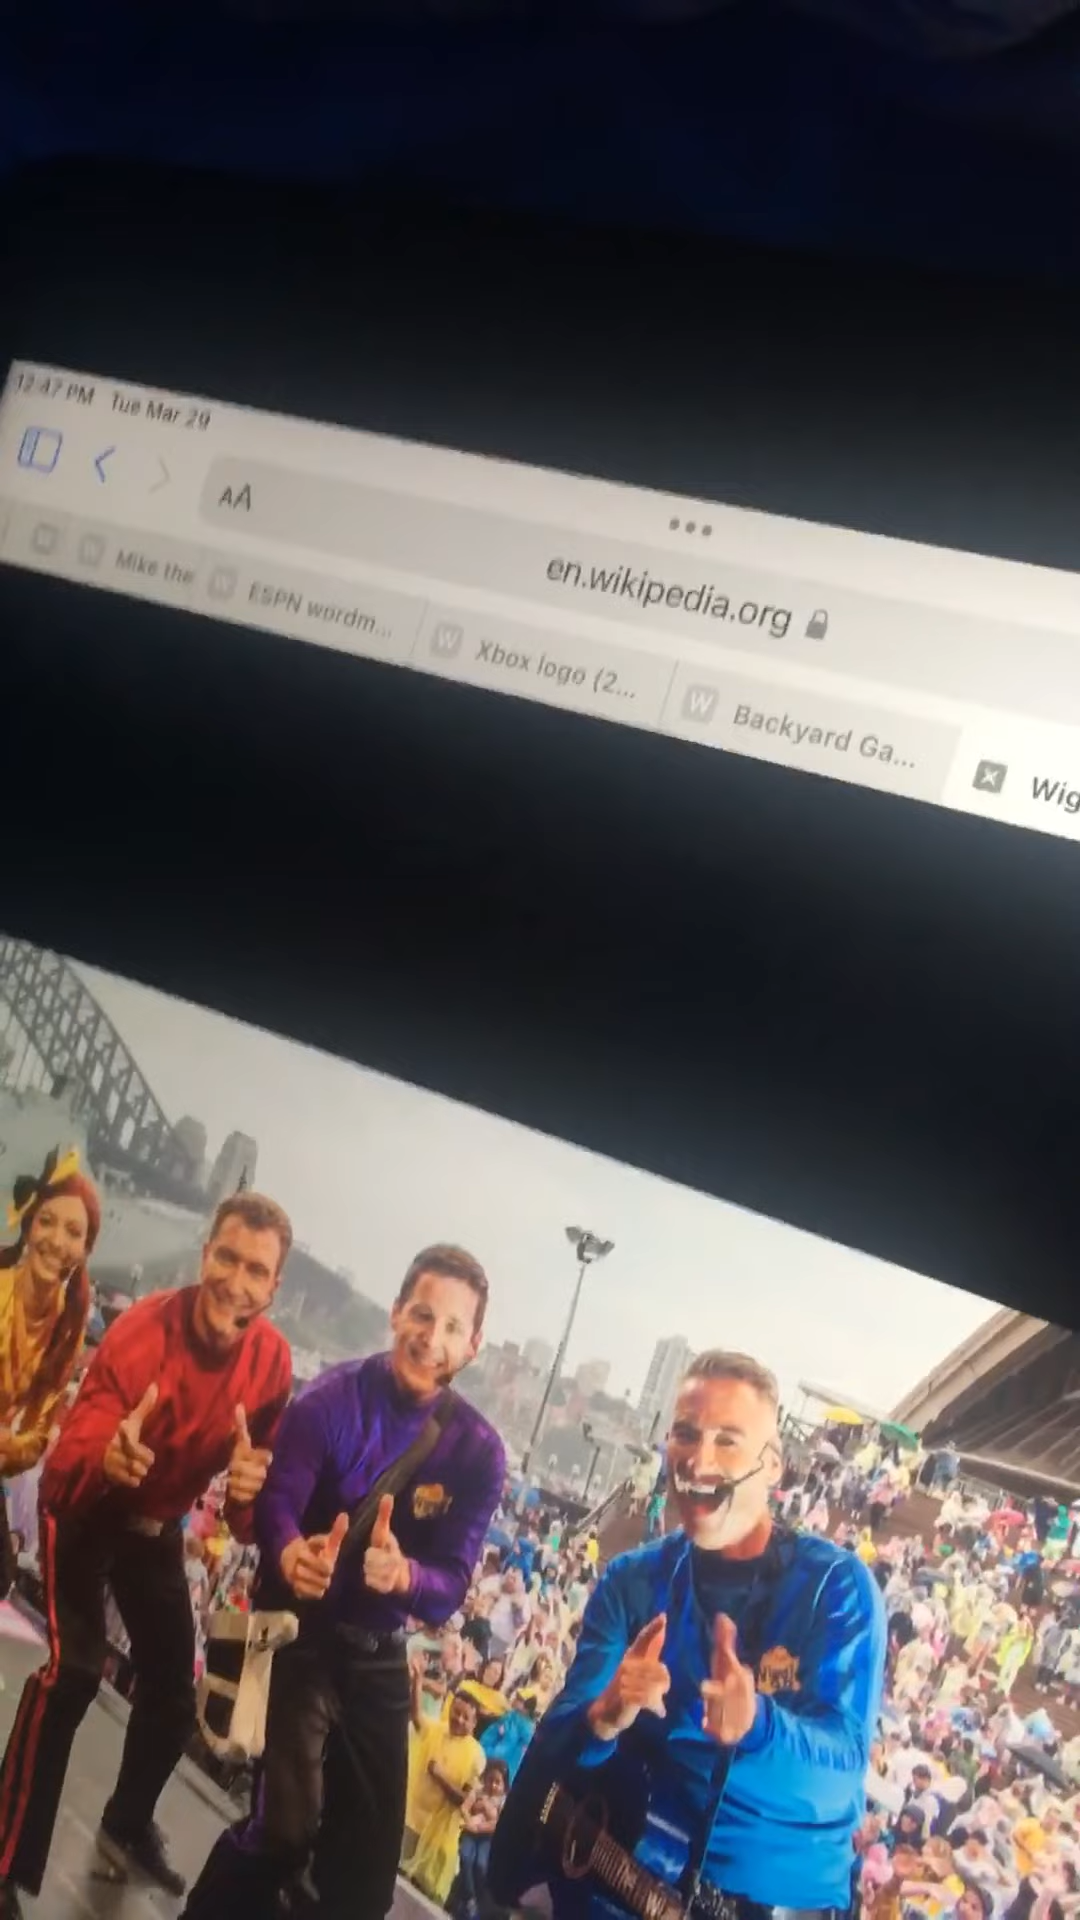 12:47 PM Tue Mar 29
AA
en.wikipedia.org
Mike the
ESPN wordm...
Xbox logo (2...
Backyard Ga...
Wig